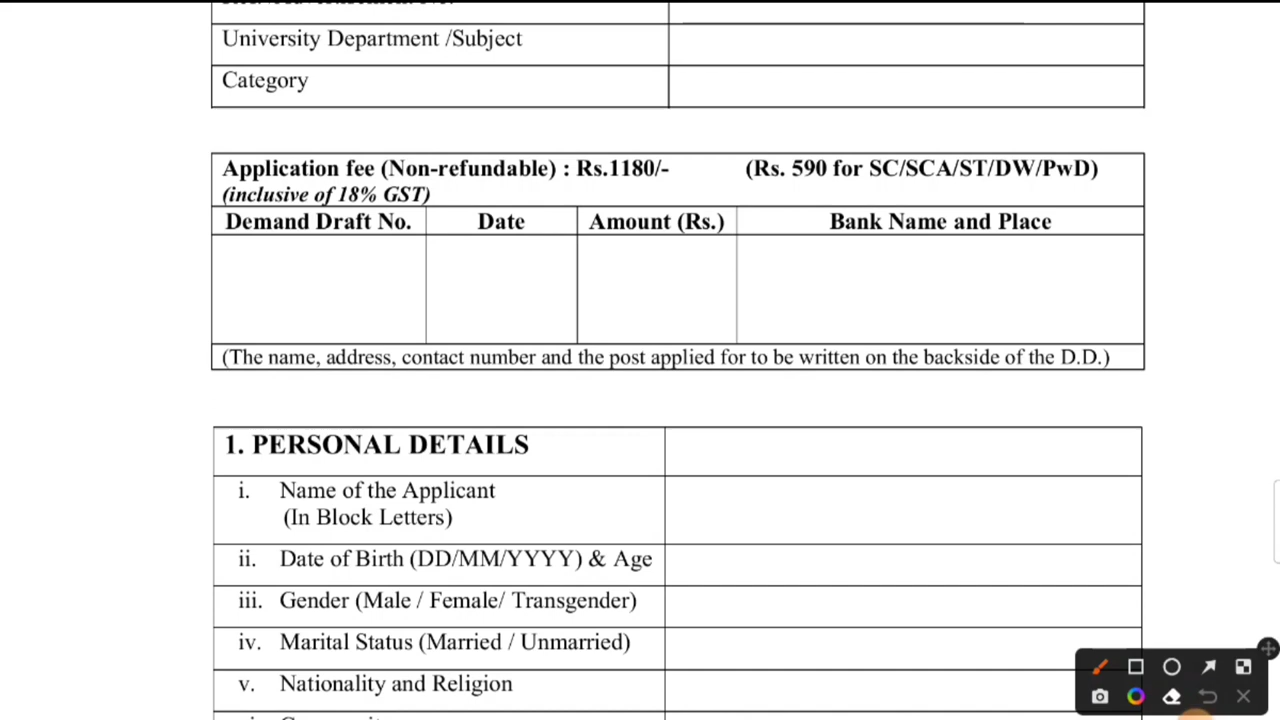 University Department /Subject
Category
Application fee (Non-refundable) : Rs.1180/- (Rs. 590 for SC/SCA/ST/DW/PwD)
(inclusive of 18% GST)
Demand Draft No. Date Amount (Rs.) Bank Name and Place
(The name, address, contact number and the post applied for to be written on the backside of the D.D.)
1. PERSONAL DETAILS
i. Name of the Applicant
(In Block Letters)
ii. Date of Birth (DD/MM/YYYY) & Age
iii. Gender (Male / Female/ Transgender)
iv. Marital Status (Married / Unmarried)
v. Nationality and Religion